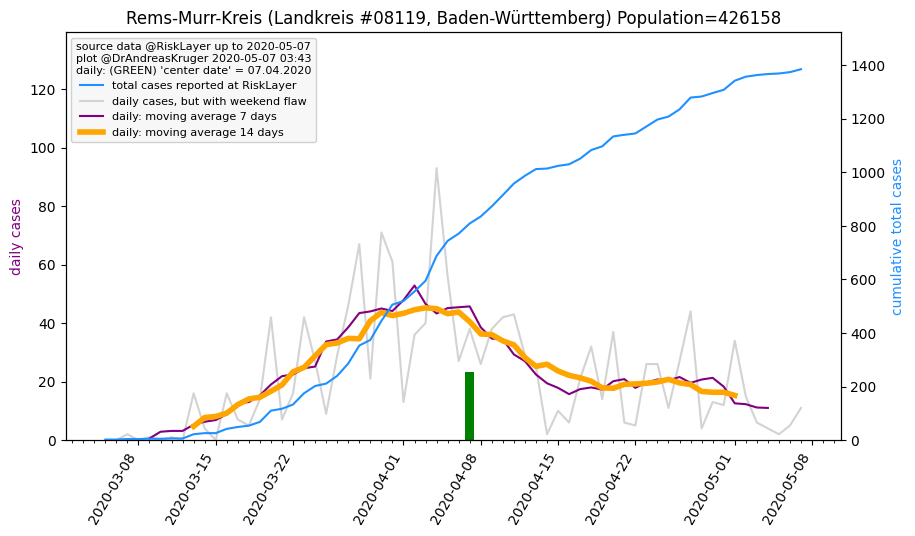 Rems-Murr-Kreis (Landkreis #08119, Baden-Württemberg) Population=426158
source data @RiskLayer up to 2020-05-07
plot @DrAndreasKruger 2020-05-07 03:43
daily: (GREEN) 'center date' = 07.04.2020
total cases reported at RiskLayer
daily cases, but with weekend flaw
daily: moving average 7 days
daily: moving average 14 days
daily cases
120
100
80
60
40
20
0
cumulative total cases
1400
1200
1000
800
600
400
200
0
2020-03-08
2020-03-15
2020-03-22
2020-04-01
2020-04-08
2020-04-15
2020-04-22
2020-05-01
2020-05-08